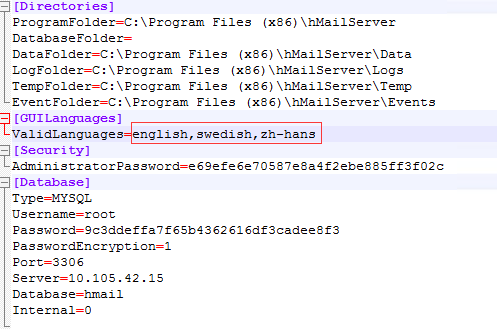 [Directories]
ProgramFolder=C:\Program Files (x86)\hMailServer
DatabaseFolder=
DataFolder=C:\Program Files (x86)\hMailServer\Data
LogFolder=C:\Program Files (x86)\hMailServer\Logs
TempFolder=C:\Program Files (x86)\hMailServer\Temp
EventFolder=C:\Program Files (x86)\hMailServer\Events
[GUILanguages]
ValidLanguages=english,swedish,zh-hans
[Security]
AdministratorPassword=e69efe6e70587e8a4f2ebe885ff3f02c
[Database]
Type=MYSQL
Username=root
Password=9c3ddeffa7f65b4362616df3cadee8f3
PasswordEncryption=1
Port=3306
Server=10.105.42.15
Database=hmail
Internal=0